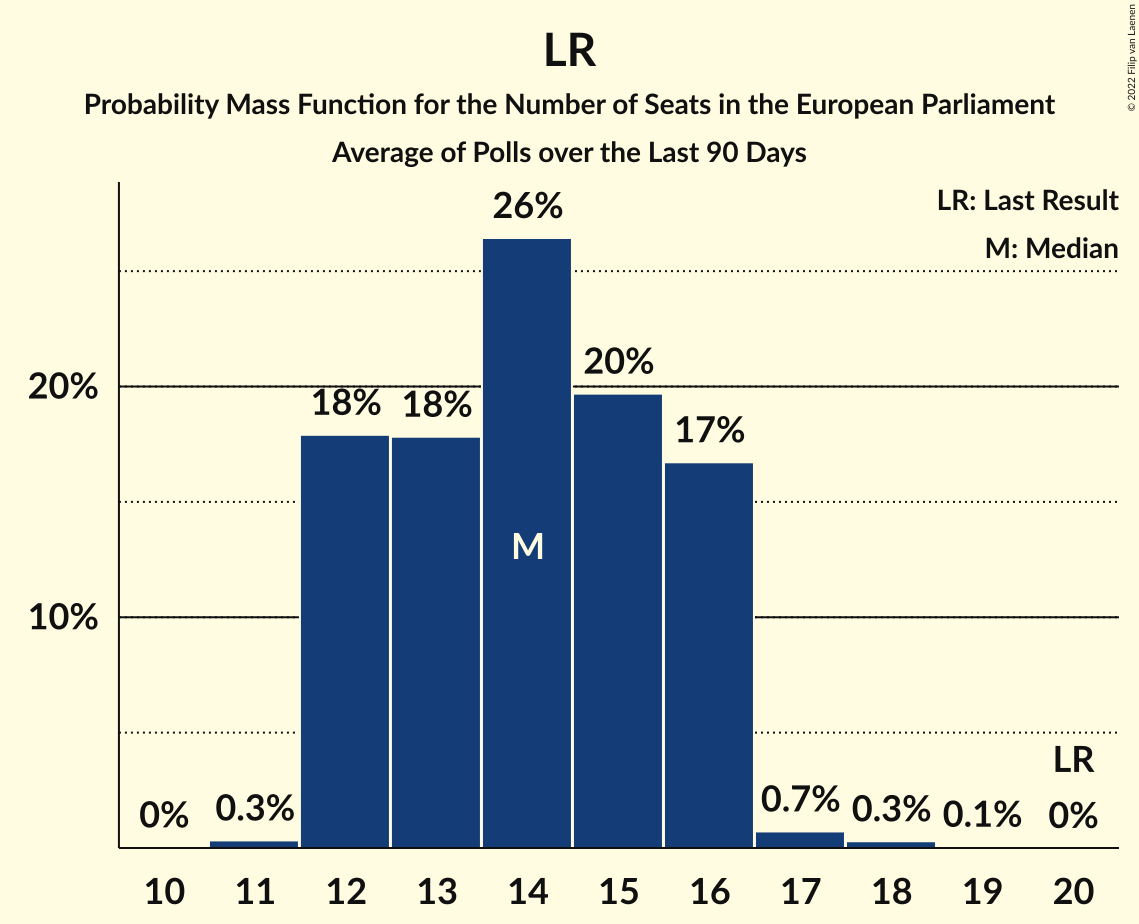 LR
Probability Mass Function for the Number of Seats in the European Parliament
Average of Polls over the Last 90 Days
© 2022 Filip van Laenen
LR: Last Result
M: Median
26%
20%
20%
18%
18%
17%
M
10%
LR
0%
0.3%
0.7%
0.3%
0.1%
0%
10 11 12 13 14 15 16 17 18 19 20